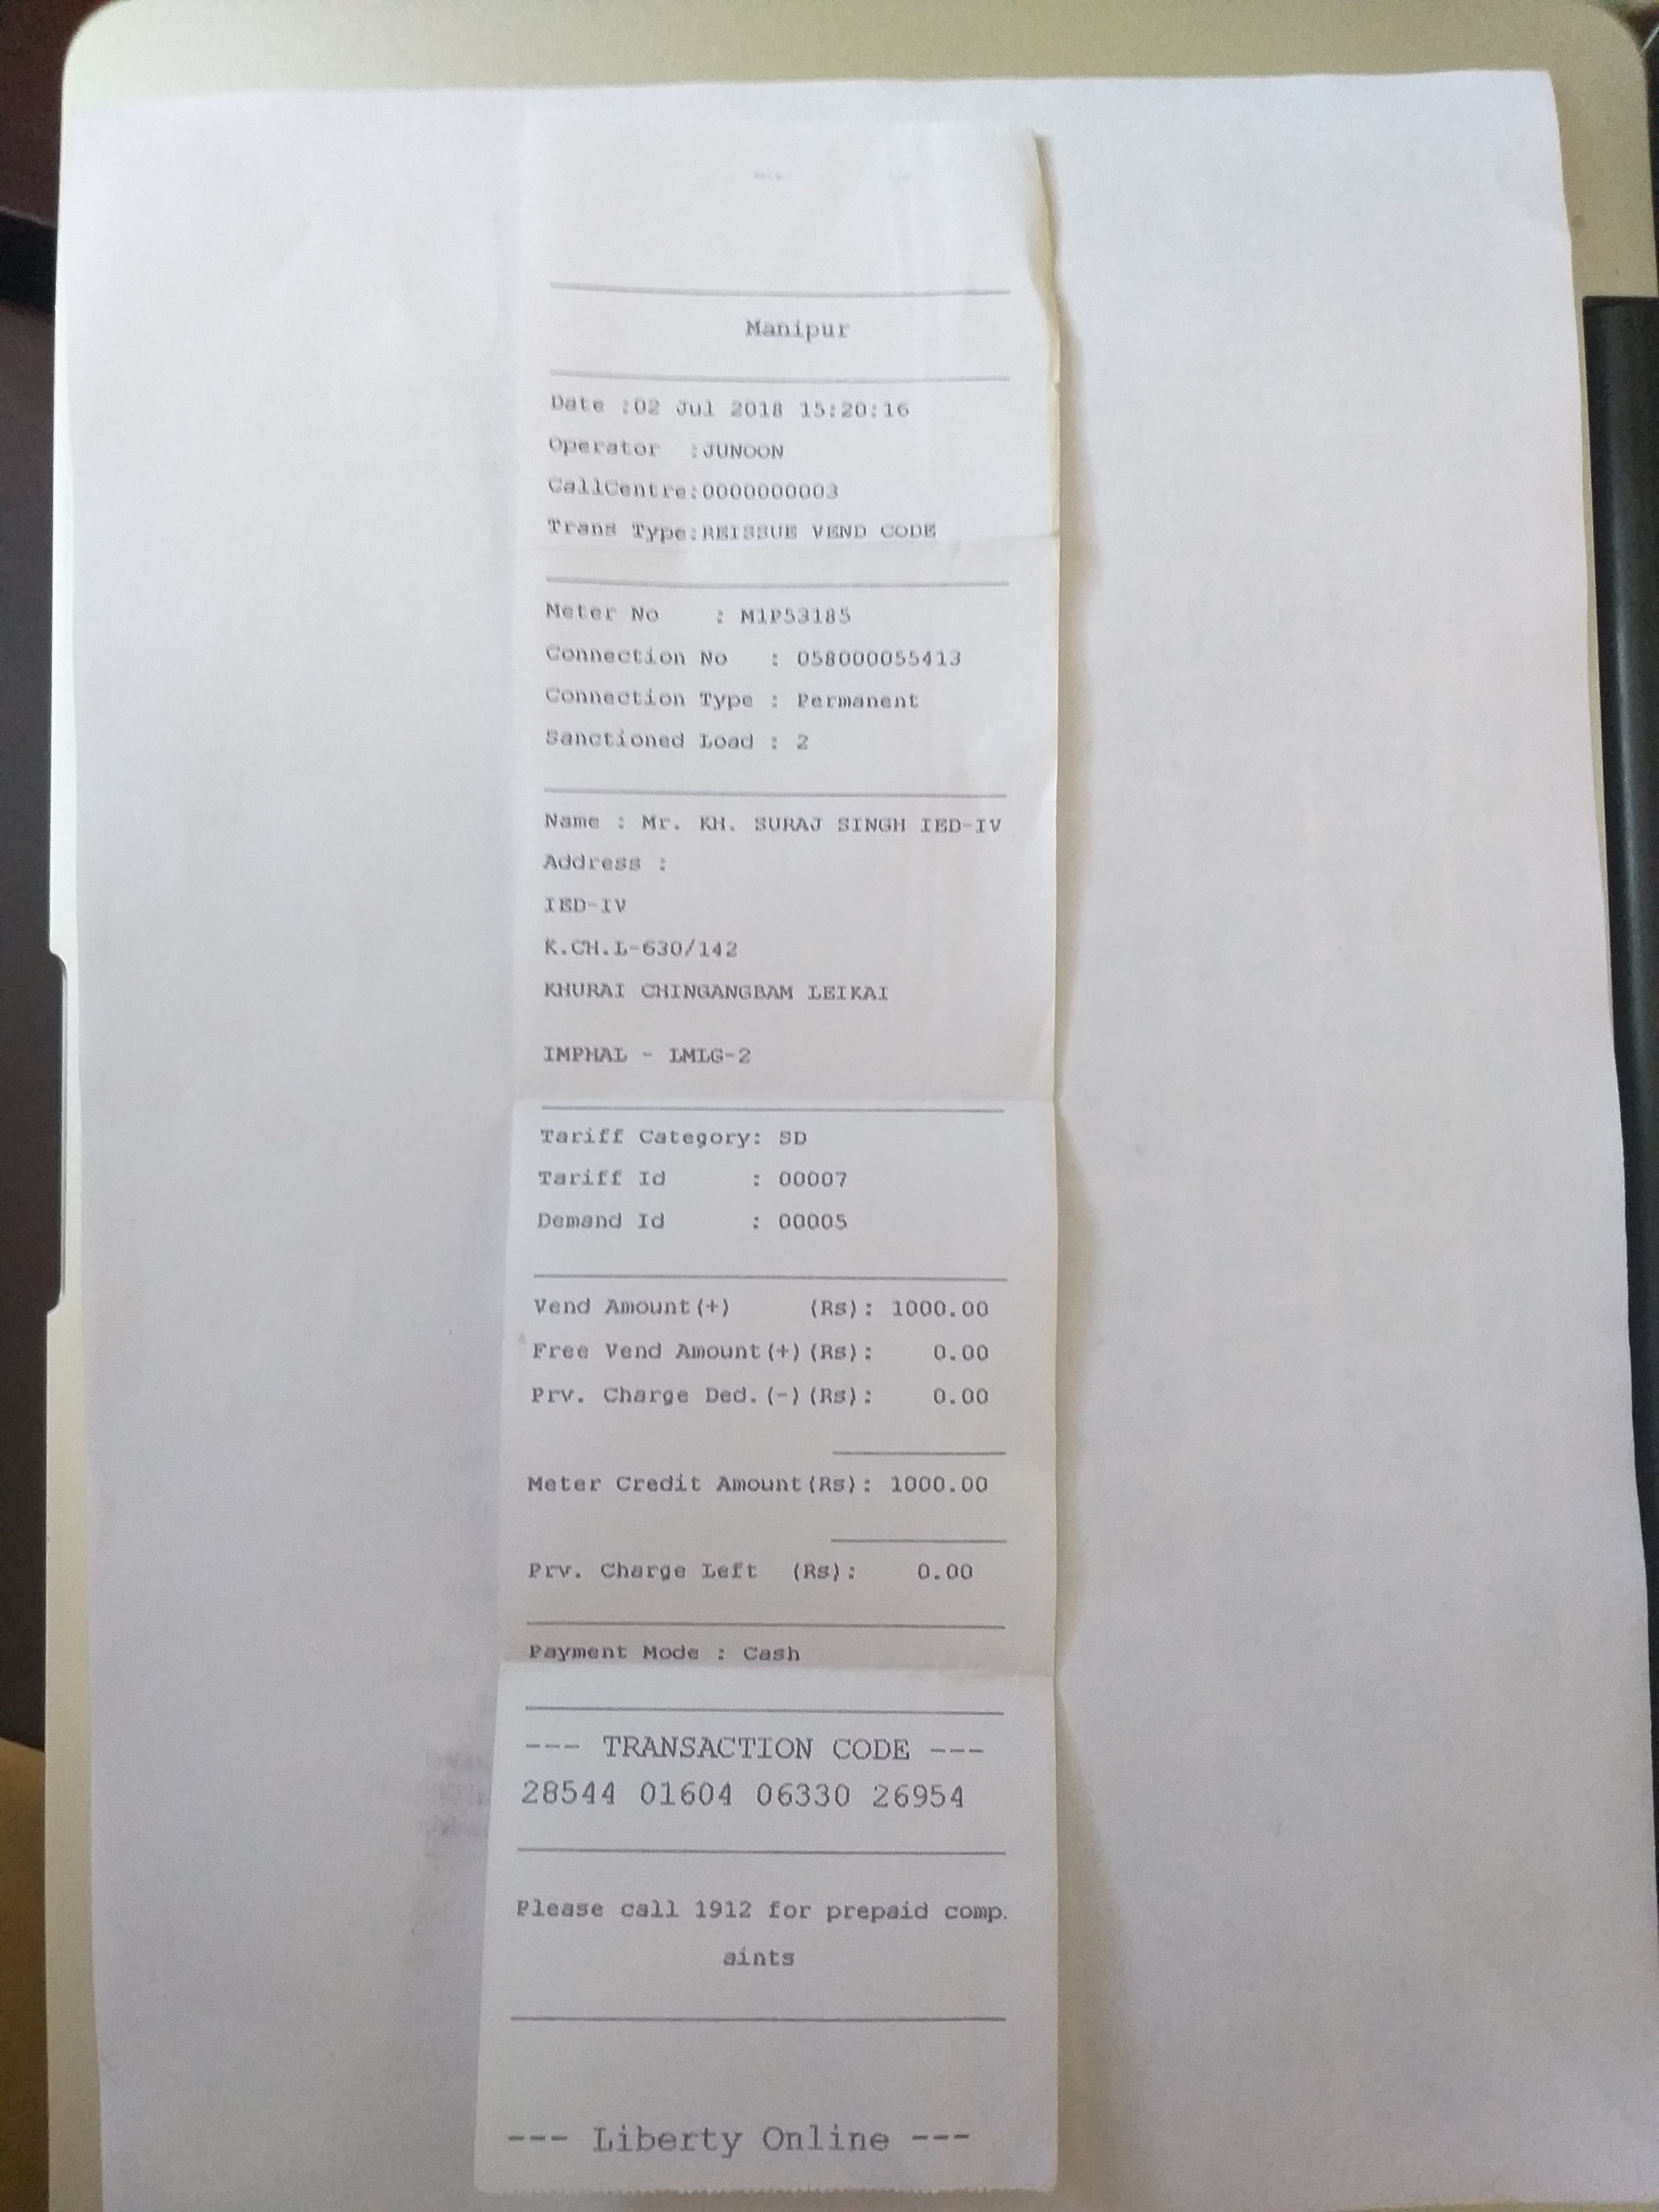 Manipur
Date :02 Jul 2018 15:20:16
Operator :JUNOON
CallCentre:0000000003
Trans Type:REISSUE VEND CODE
Meter No : M1P53185
Connection No : 058000055413
Connection Type : Permanent
Sanctioned Load : 2
Name : Mr. KH. SURAJ SINGH IED-IV
Address :
IED-IV
K.CH.L-630/142
KHURAI CHINGANGBAM LEIKAI
IMPHAL - LMLG-2
Tariff Category: SD
Tariff Id : 00007
Demand Id : 00005
Vend Amount(+) (Rs): 1000.00
Free Vend Amount(+)(Rs): 0.00
Prv. Charge Ded.(-)(Rs): 0.00
Meter Credit Amount(Rs): 1000.00
Prv. Charge Left (Rs): 0.00
Payment Mode : Cash
--- TRANSACTION CODE ---
28544 01604 06330 26954
Please call 1912 for prepaid comp.
aints
--- Liberty Online ---